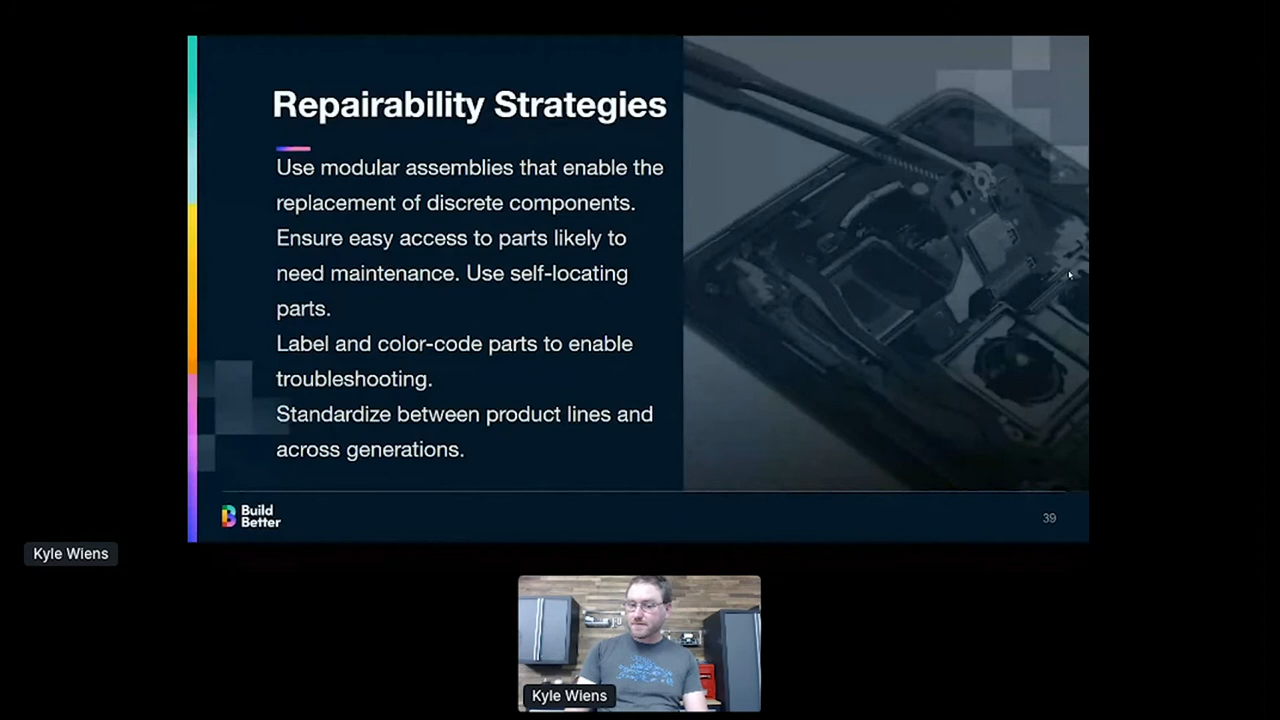 Repairability Strategies
Use modular assemblies that enable the
replacement of discrete components.
Ensure easy access to parts likely to
need maintenance. Use self-locating
parts.
Label and color-code parts to enable
troubleshooting.
Standardize between product lines and
across generations.
Build
Better
39
Kyle Wiens
Kyle Wiens